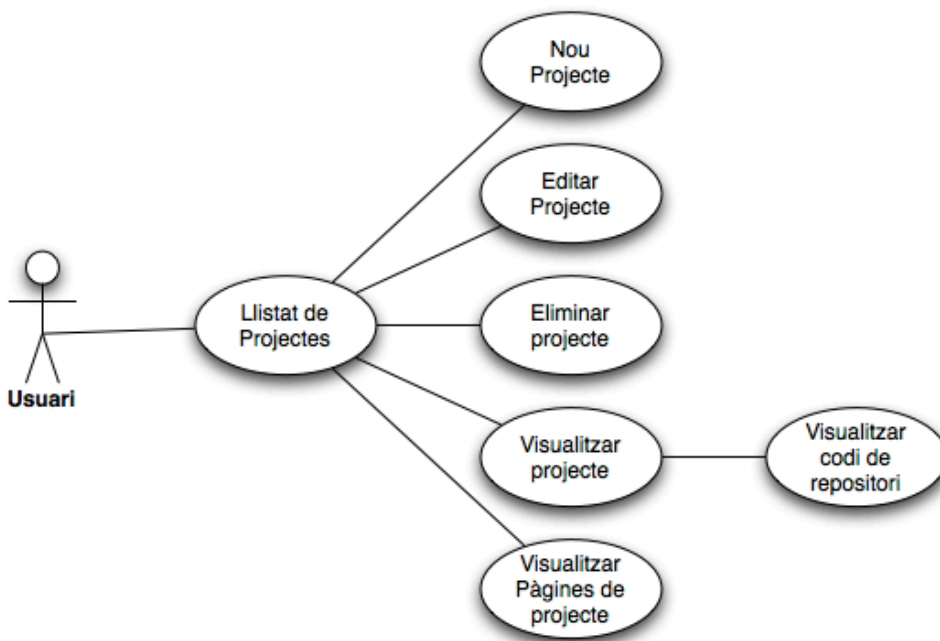 Nou
Projecte
Editar
Projecte
Usuari
Llistat de
Projectes
Eliminar
projecte
Visualitzar
projecte
Visualitzar
codi de
repositori
Visualitzar
Pàgines de
projecte